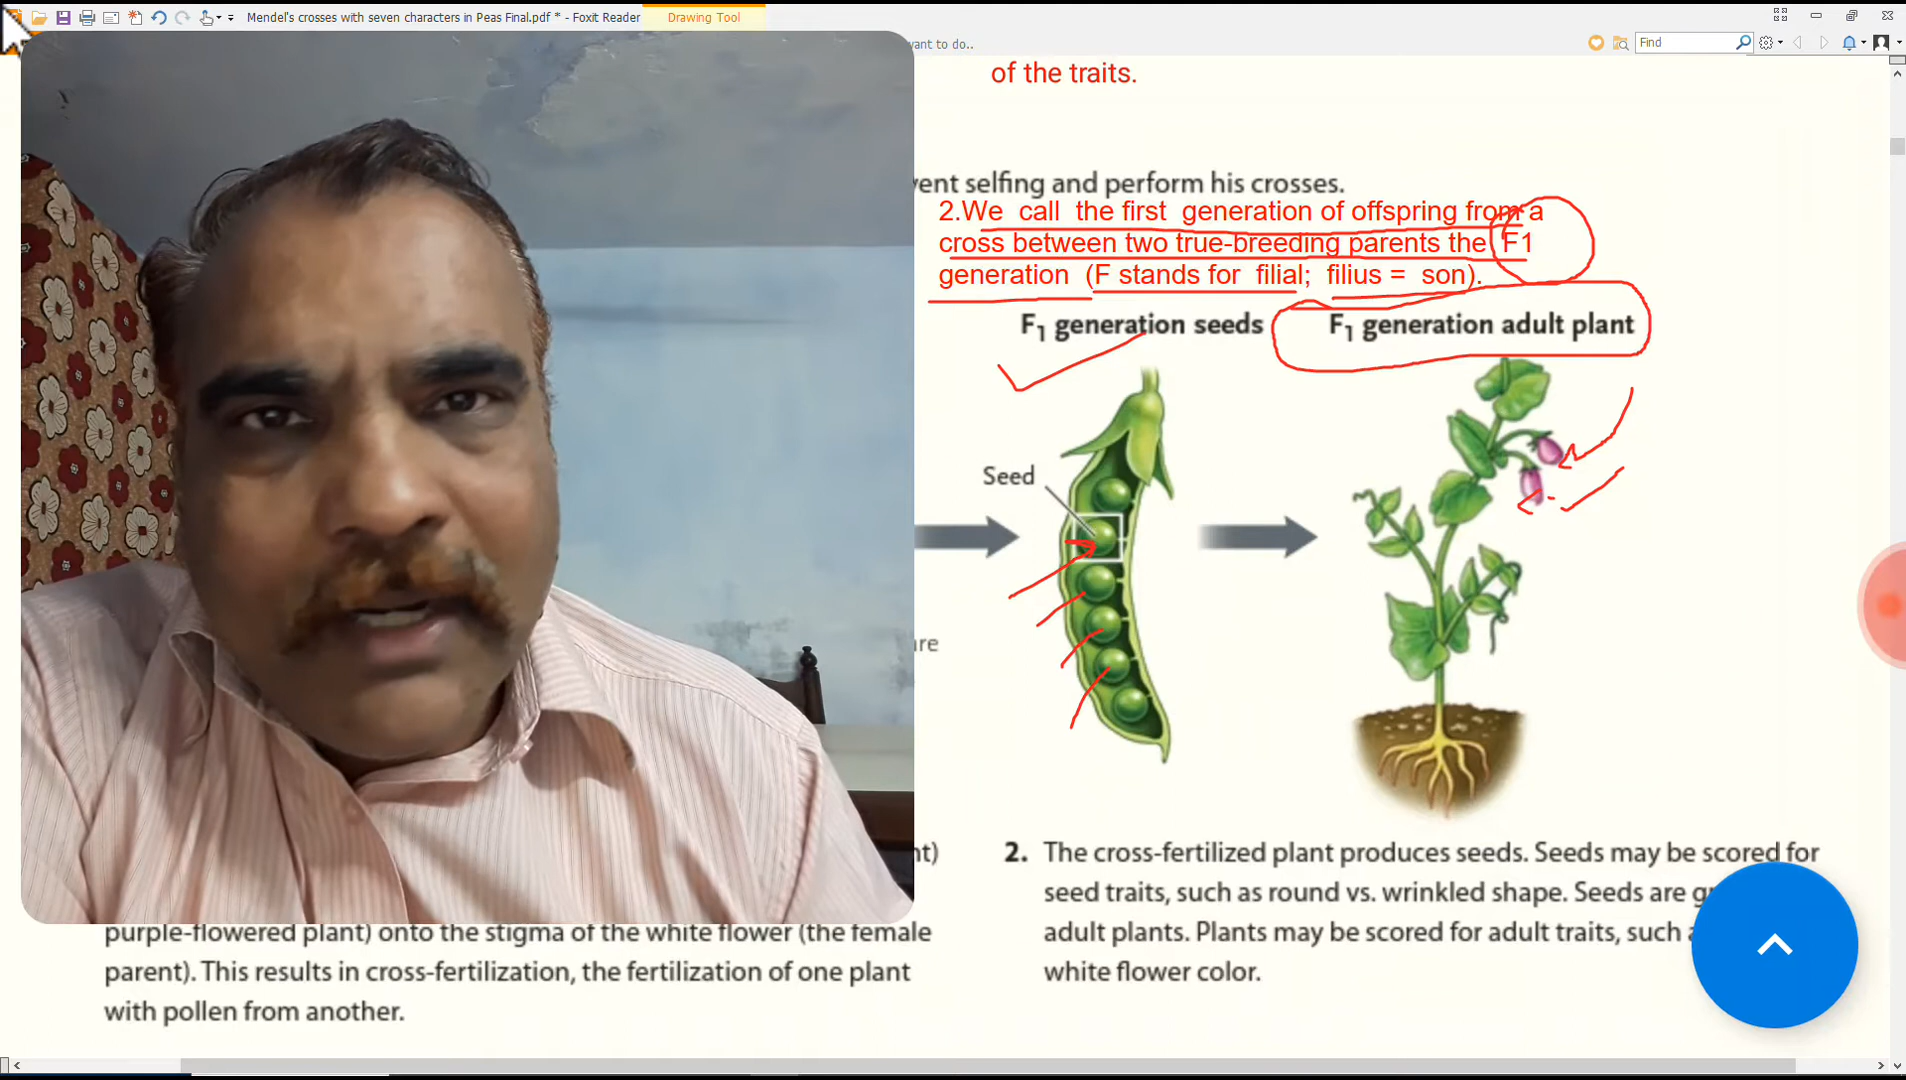 Mendel's crosses with seven characters in Peas Final.pdf * - Foxit Reader
Drawing Tool
want to do..
Find
of the traits.
vent selfing and perform his crosses.
2.We call the first generation of offspring from a
cross between two true-breeding parents the F1
generation (F stands for filial; filius = son).
F1 generation seeds
F1 generation adult plant
Seed
are
nt)
purple-flowered plant) onto the stigma of the white flower (the female
parent). This results in cross-fertilization, the fertilization of one plant
with pollen from another.
2. The cross-fertilized plant produces seeds. Seeds may be scored for
seed traits, such as round vs. wrinkled shape. Seeds are
adult plants. Plants may be scored for adult traits, such
white flower color.